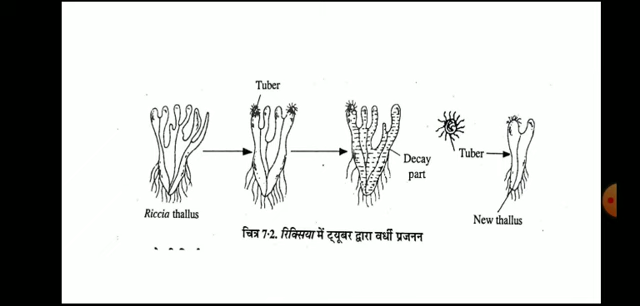 Tuber
Decay
part
Tuber
Riccia thallus
New thallus
चित्र 7·2. रिक्सिया में ट्यूबर द्वारा वर्धी प्रजनन